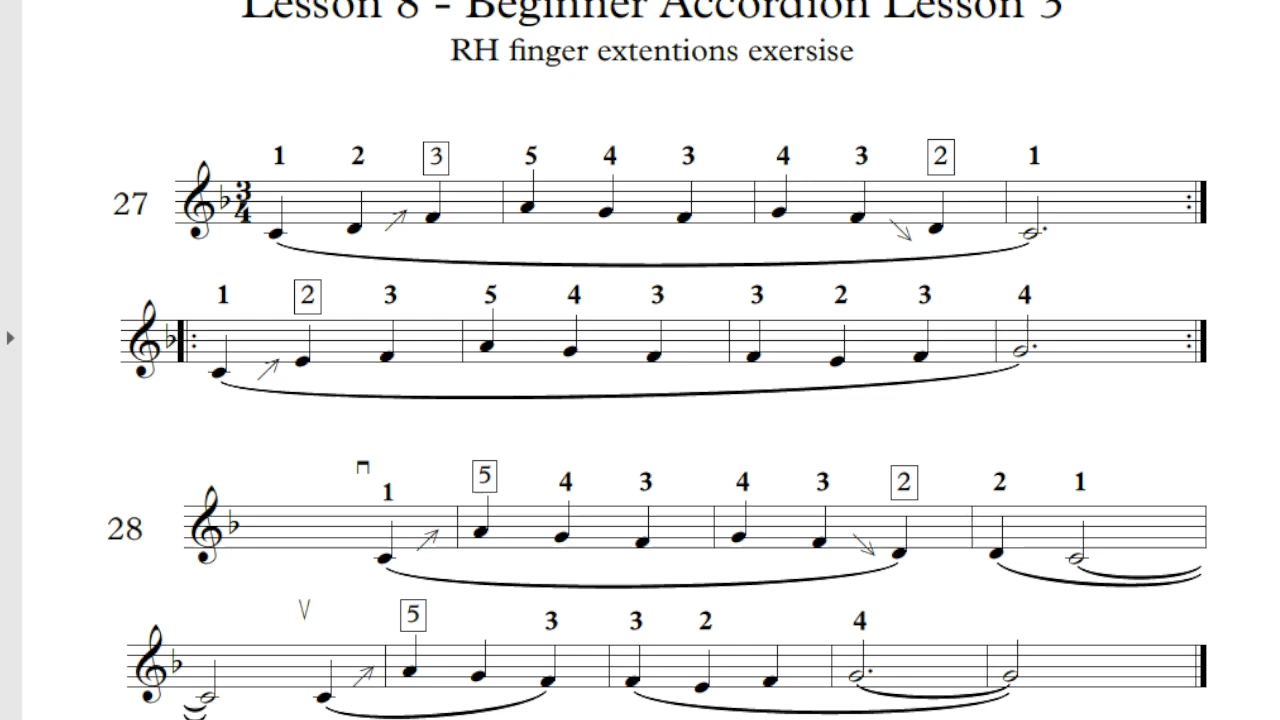 Lesson 8 - Beginner Accordion Lesson 3
RH finger extentions exersise
1 2 3 5 4 3 4 3 2 1
27
3
4
1 2 3 5 4 3 3 2 3 4
1 5 4 3 4 3 2 2 1
28
5 3 3 2 4